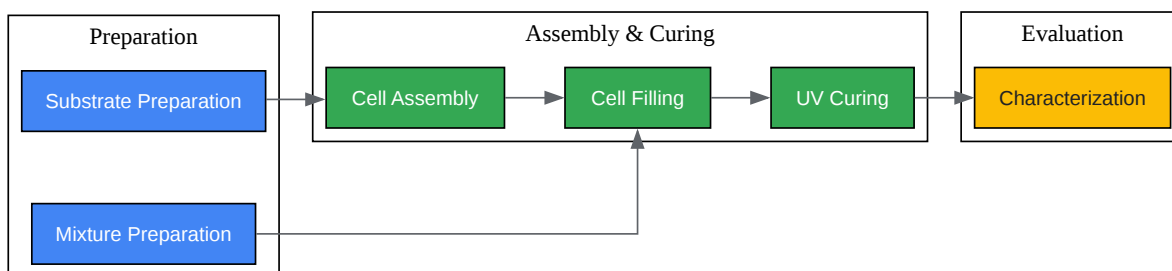 Preparation
Substrate Preparation
Mixture Preparation
Assembly & Curing
Cell Assembly
Cell Filling
UV Curing
Evaluation
Characterization